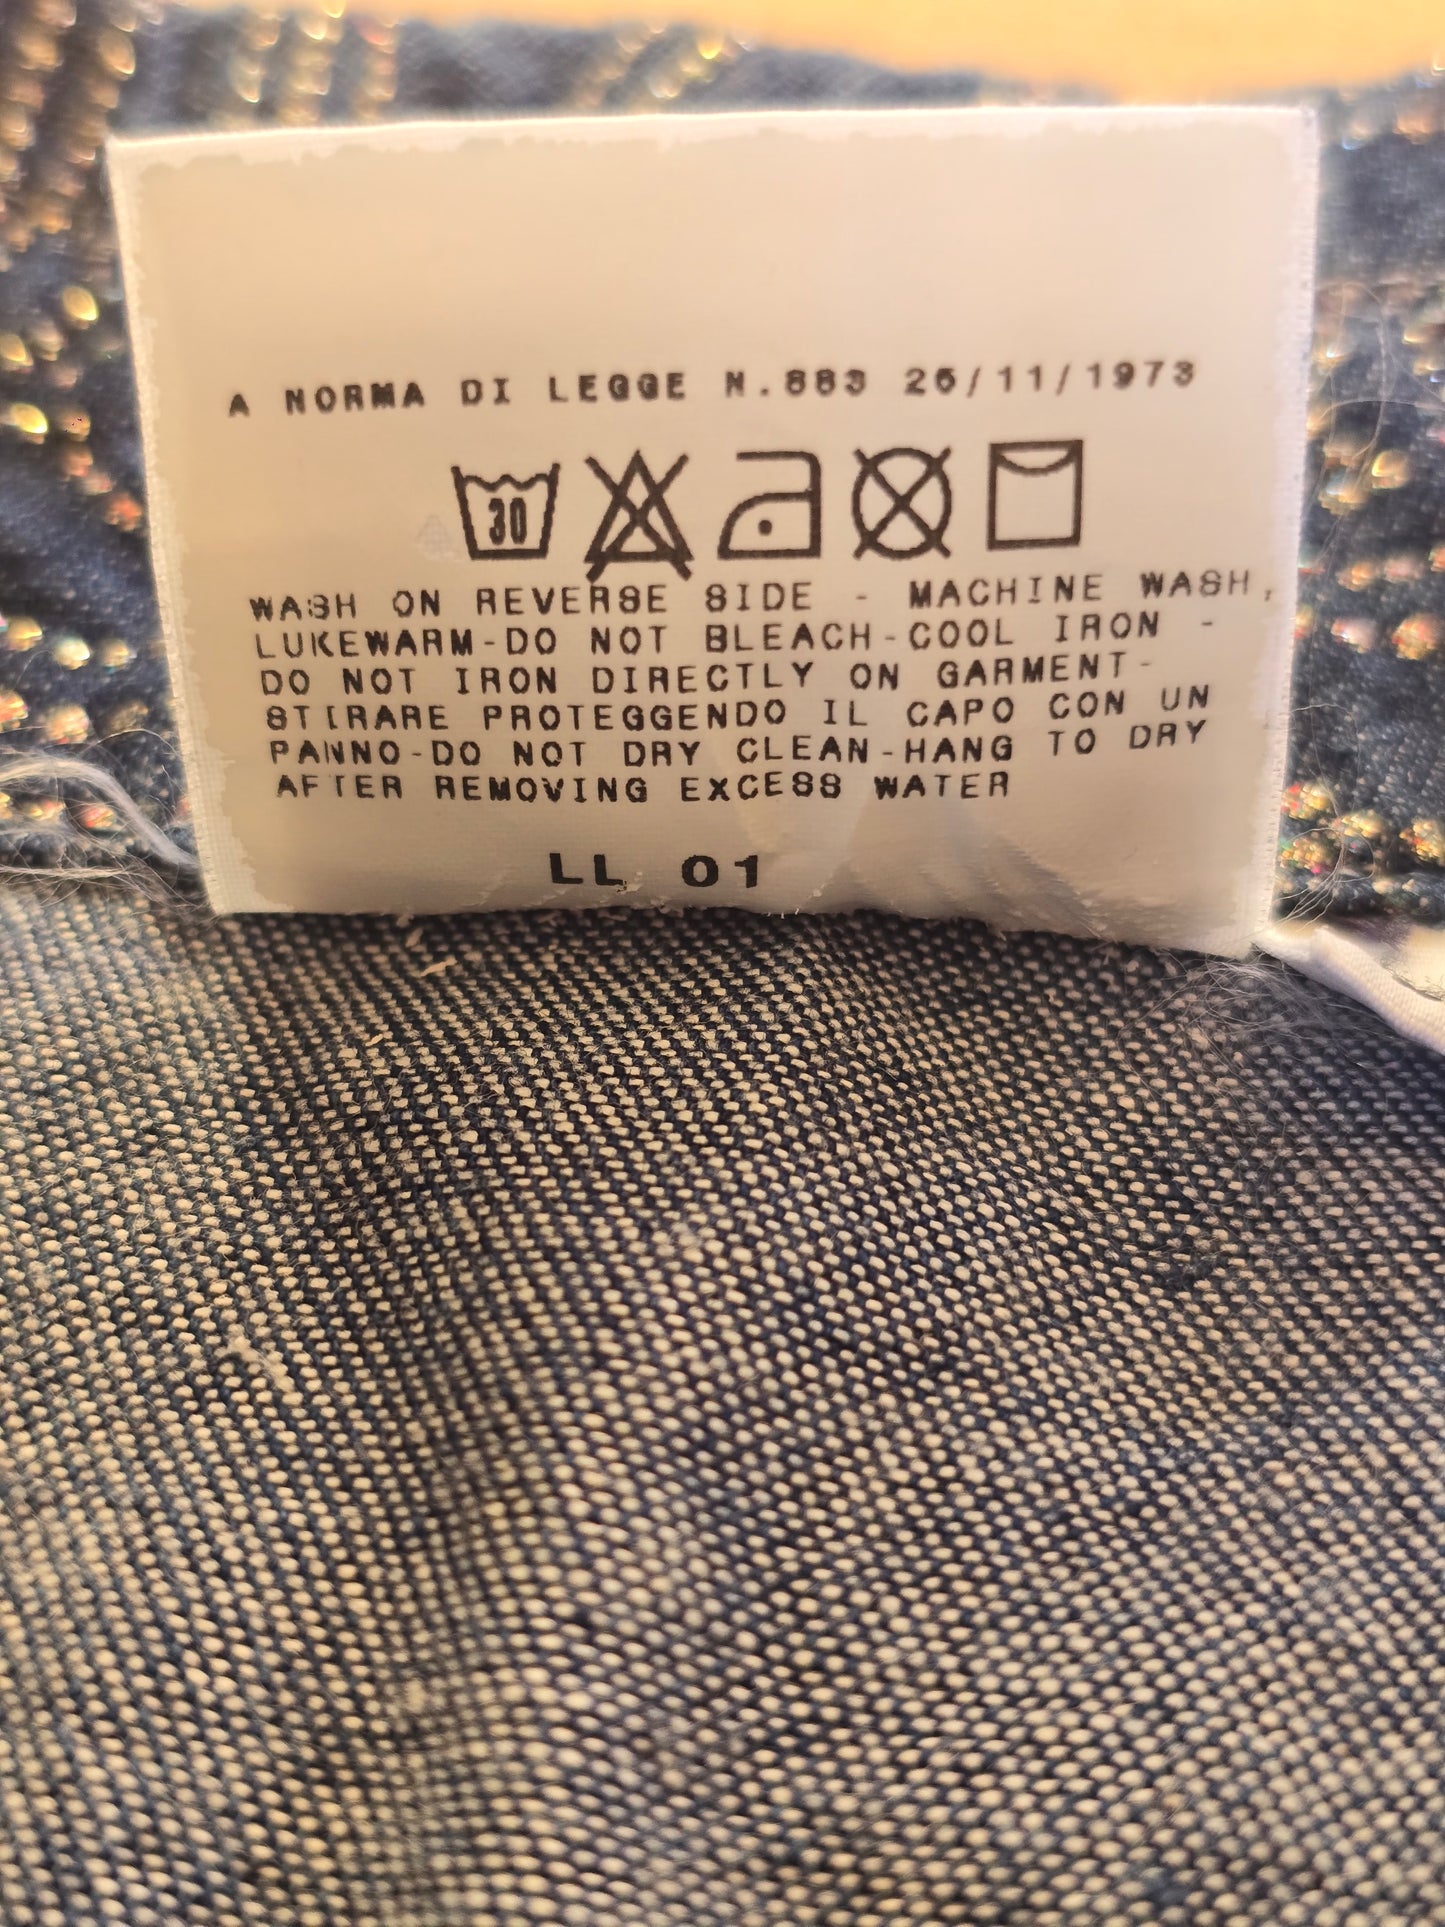 A NORMA DI LEGGE N.883 26/11/1973
30
WASH ON REVERSE SIDE - MACHINE WASH,
LUKEWARM-DO NOT BLEACH-COOL IRON -
DO NOT IRON DIRECTLY ON GARMENT-
STIRARE PROTEGGENDO IL CAPO CON UN
PANNO-DO NOT DRY CLEAN-HANG TO DRY
AFTER REMOVING EXCESS WATER
LL 01